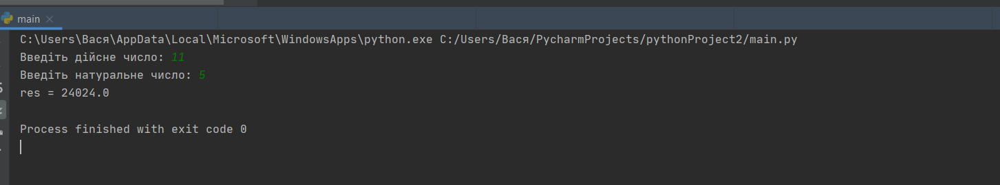 main
C:\Users\Вася\AppData\Local\Microsoft\WindowsApps\python.exe C:/Users/Вася/PycharmProjects/pythonProject2/main.py
Введіть дійсне число: 11
Введіть натуральне число: 5
res = 24024.0
Process finished with exit code 0